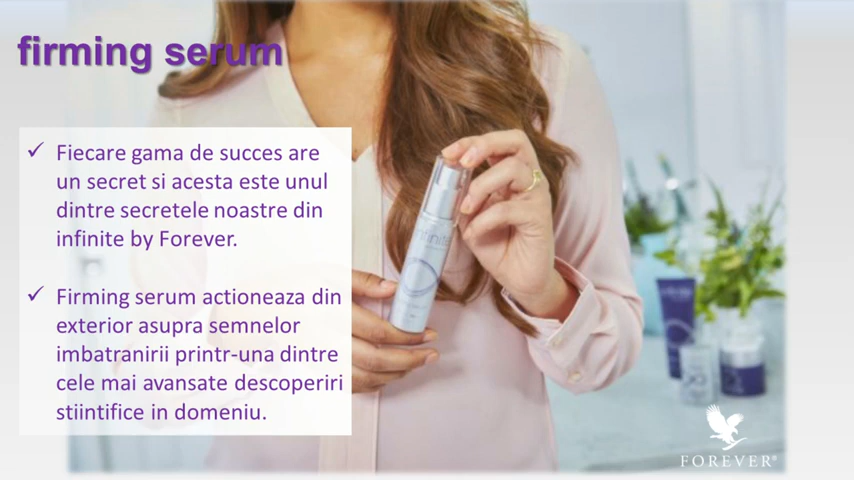 firming serum
✓ Fiecare gama de succes are
un secret si acesta este unul
dintre secretele noastre din
infinite by Forever.
✓ Firming serum actioneaza din
exterior asupra semnelor
imbatranirii printr-una dintre
cele mai avansate descoperiri
stiintifice in domeniu.
infinite
FOREVER®